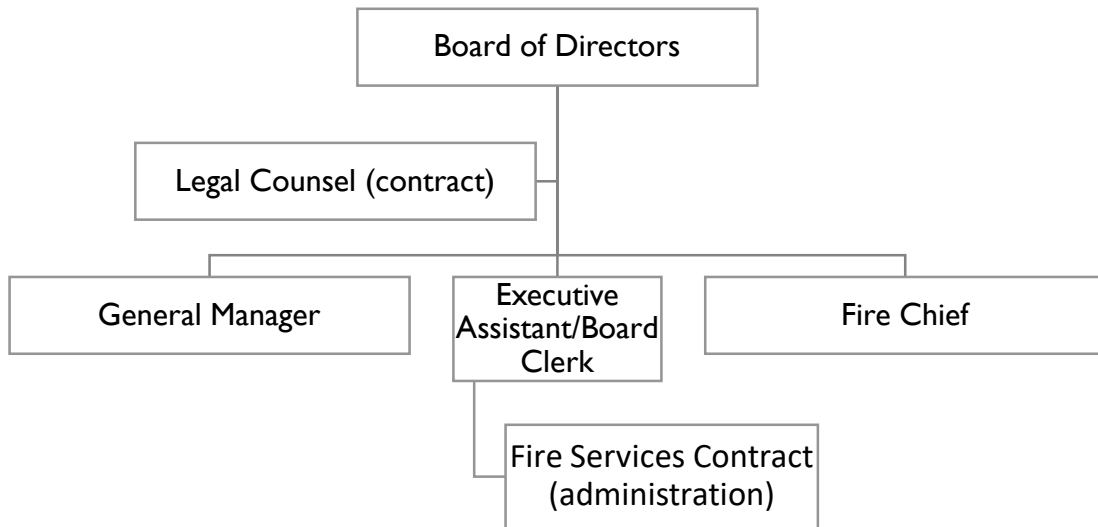 Board of Directors
Legal Counsel (contract)
General Manager
Executive
Assistant/Board
Clerk
Fire Chief
Fire Services Contract
(administration)